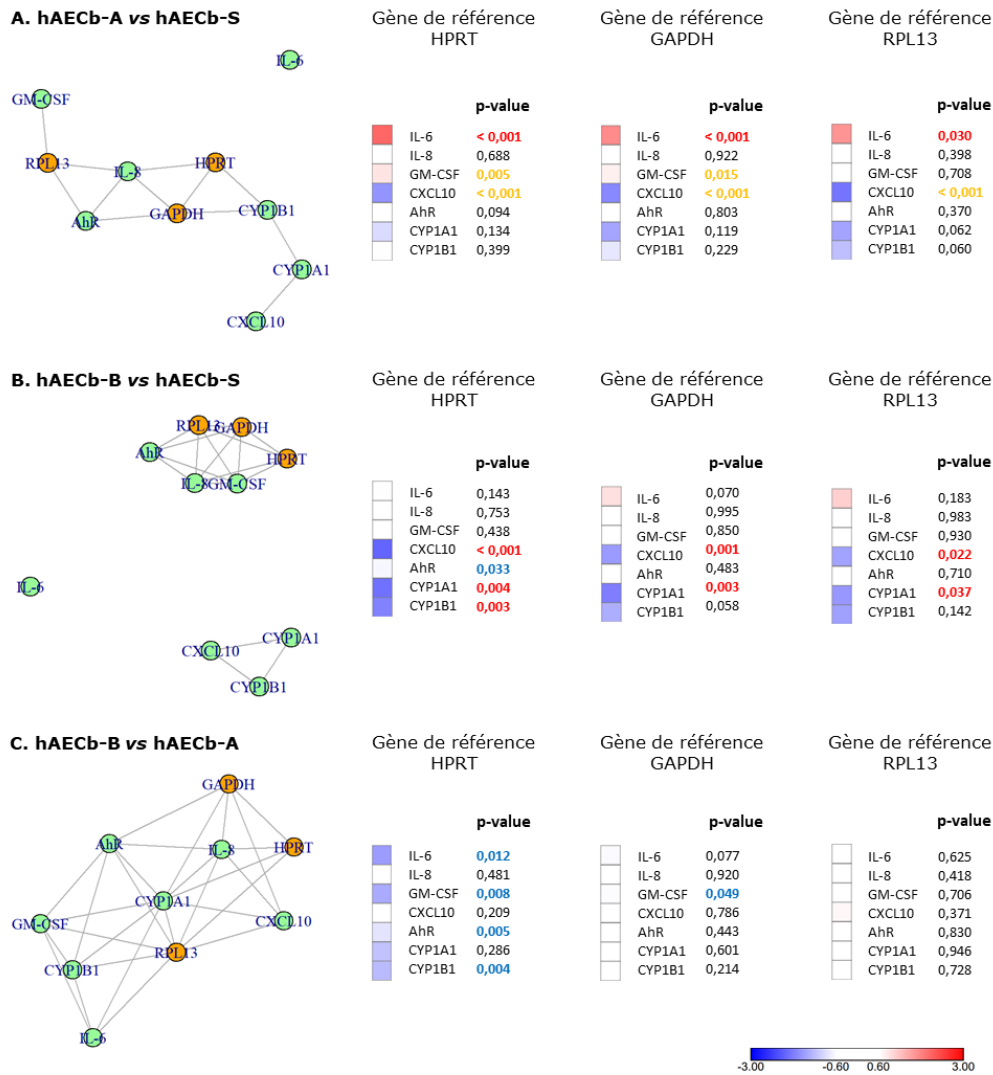 A. hAECb-A vs hAECb-S
IL-6
GM-CSF
RPL13
IL-8
HPRT
AhR
GAPDH
CYP1B1
CYP1A1
CXCL10
Gène de référence
HPRT
p-value
IL-6 < 0,001
IL-8 0,688
GM-CSF 0,005
CXCL10 < 0,001
AhR 0,094
CYP1A1 0,134
CYP1B1 0,399
Gène de référence
GAPDH
p-value
IL-6 < 0,001
IL-8 0,922
GM-CSF 0,015
CXCL10 < 0,001
AhR 0,803
CYP1A1 0,119
CYP1B1 0,229
Gène de référence
RPL13
p-value
IL-6 0,030
IL-8 0,398
GM-CSF 0,708
CXCL10 < 0,001
AhR 0,370
CYP1A1 0,062
CYP1B1 0,060
B. hAECb-B vs hAECb-S
RPL13
GAPDH
AhR
HPRT
IL-8
GM-CSF
IL-6
CYP1A1
CXCL10
CYP1B1
Gène de référence
HPRT
p-value
IL-6 0,143
IL-8 0,753
GM-CSF 0,438
CXCL10 < 0,001
AhR 0,033
CYP1A1 0,004
CYP1B1 0,003
Gène de référence
GAPDH
p-value
IL-6 0,070
IL-8 0,995
GM-CSF 0,850
CXCL10 0,001
AhR 0,483
CYP1A1 0,003
CYP1B1 0,058
Gène de référence
RPL13
p-value
IL-6 0,183
IL-8 0,983
GM-CSF 0,930
CXCL10 0,022
AhR 0,710
CYP1A1 0,037
CYP1B1 0,142
C. hAECb-B vs hAECb-A
GAPDH
AhR
IL-8
HPRT
CYP1A1
GM-CSF
CXCL10
RPL13
CYP1B1
IL-6
Gène de référence
HPRT
p-value
IL-6 0,012
IL-8 0,481
GM-CSF 0,008
CXCL10 0,209
AhR 0,005
CYP1A1 0,286
CYP1B1 0,004
Gène de référence
GAPDH
p-value
IL-6 0,077
IL-8 0,920
GM-CSF 0,049
CXCL10 0,786
AhR 0,443
CYP1A1 0,601
CYP1B1 0,214
Gène de référence
RPL13
p-value
IL-6 0,625
IL-8 0,418
GM-CSF 0,706
CXCL10 0,371
AhR 0,830
CYP1A1 0,946
CYP1B1 0,728
-3.00 -0.60 0.60 3.00